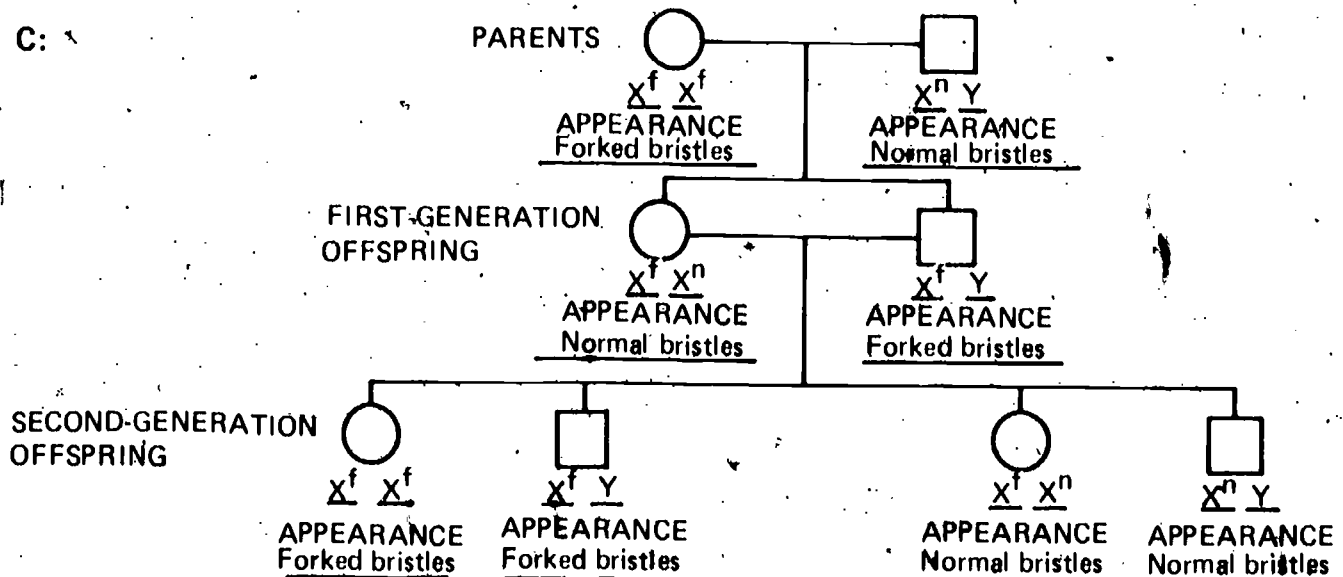 C:
PARENTS
X^f X^f
X^n Y
APPEARANCE
Forked bristles
APPEARANCE
Normal bristles
FIRST-GENERATION
OFFSPRING
X^f X^n
X^f Y
APPEARANCE
Normal bristles
APPEARANCE
Forked bristles
SECOND-GENERATION
OFFSPRING
X^f X^f
X^f Y
X^f X^n
X^n Y
APPEARANCE
Forked bristles
APPEARANCE
Forked bristles
APPEARANCE
Normal bristles
APPEARANCE
Normal bristles